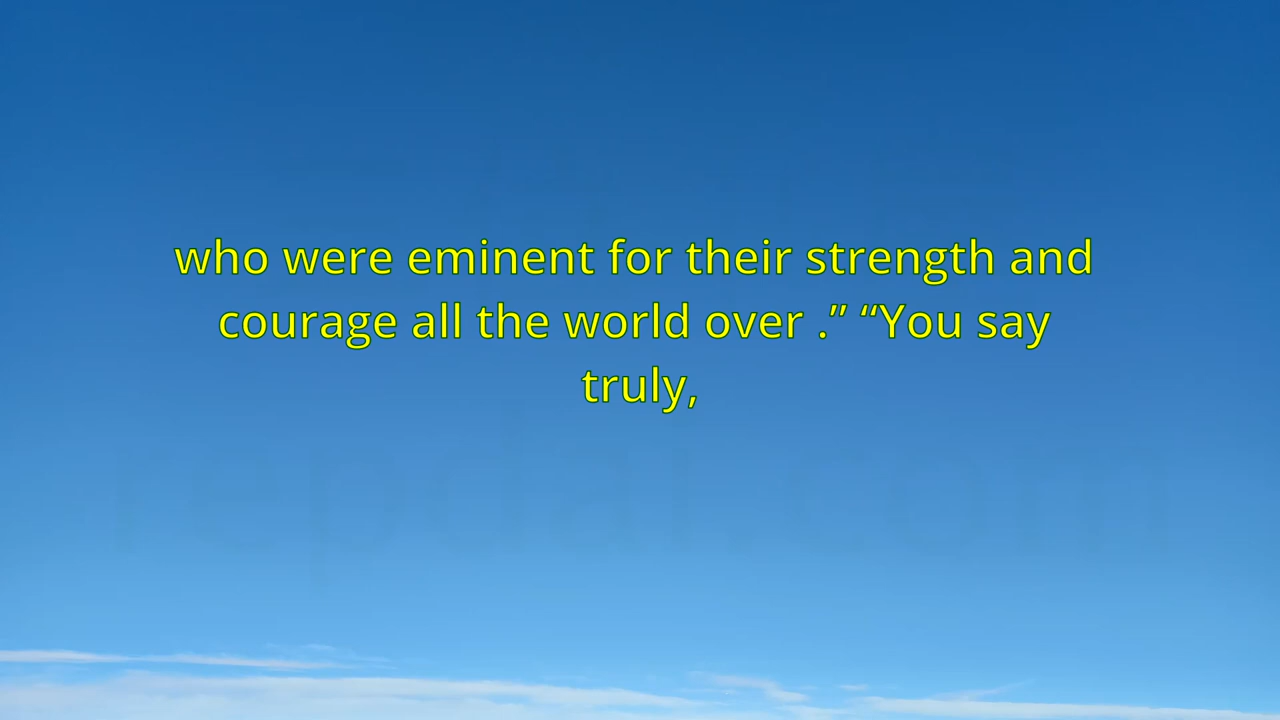 who were eminent for their strength and
courage all the world over .” “You say
truly,